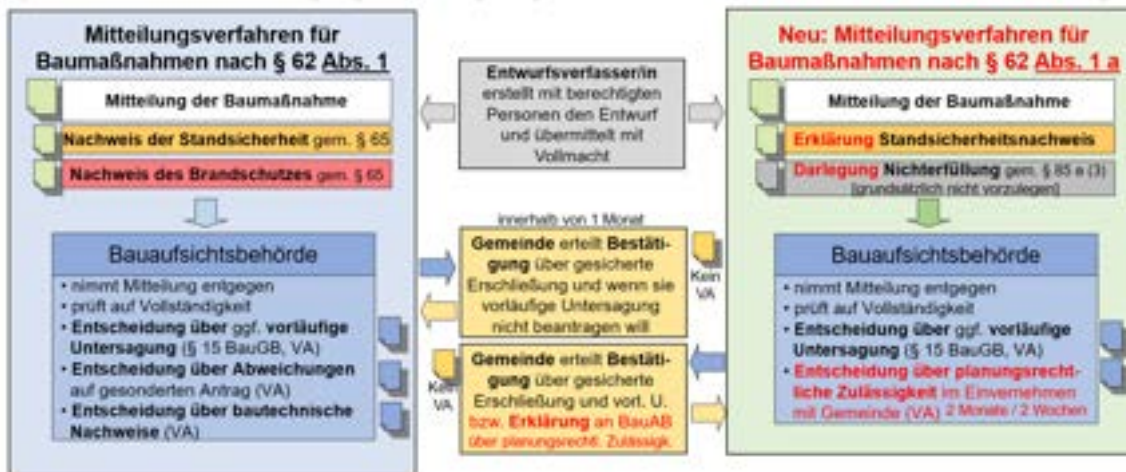 Mitteilungsverfahren für
Baumaßnahmen nach § 62 Abs. 1
Mitteilung der Baumaßnahme
Nachweis der Standsicherheit gem. § 65
Nachweis des Brandschutzes gem. § 65
Bauaufsichtsbehörde
• nimmt Mitteilung entgegen
• prüft auf Vollständigkeit
• Entscheidung über ggf. vorläufige
Untersagung (§ 15 BauGB, VA)
• Entscheidung über Abweichungen
auf gesonderten Antrag (VA)
• Entscheidung über bautechnische
Nachweise (VA)
Entwurfsverfasser/in
erstellt mit berechtigten
Personen den Entwurf
und übermittelt mit
Vollmacht
innerhalb von 1 Monat
Gemeinde erteilt Bestäti-
gung über gesicherte
Erschließung und wenn sie
vorläufige Untersagung
nicht beantragen will
Kein
VA
Gemeinde erteilt Bestäti-
gung über gesicherte
Erschließung und vorl. U.
bzw. Erklärung an BauAB
über planungsrechtl. Zulässigk.
Kein
VA
Neu: Mitteilungsverfahren für
Baumaßnahmen nach § 62 Abs. 1 a
Mitteilung der Baumaßnahme
Erklärung Standsicherheitsnachweis
Darlegung Nichterfüllung gem. § 85 a (3)
[grundsätzlich nicht vorzulegen]
Bauaufsichtsbehörde
• nimmt Mitteilung entgegen
• prüft auf Vollständigkeit
• Entscheidung über ggf. vorläufige
Untersagung (§ 15 BauGB, VA)
• Entscheidung über planungsrecht-
liche Zulässigkeit im Einvernehmen
mit Gemeinde (VA) 2 Monate / 2 Wochen